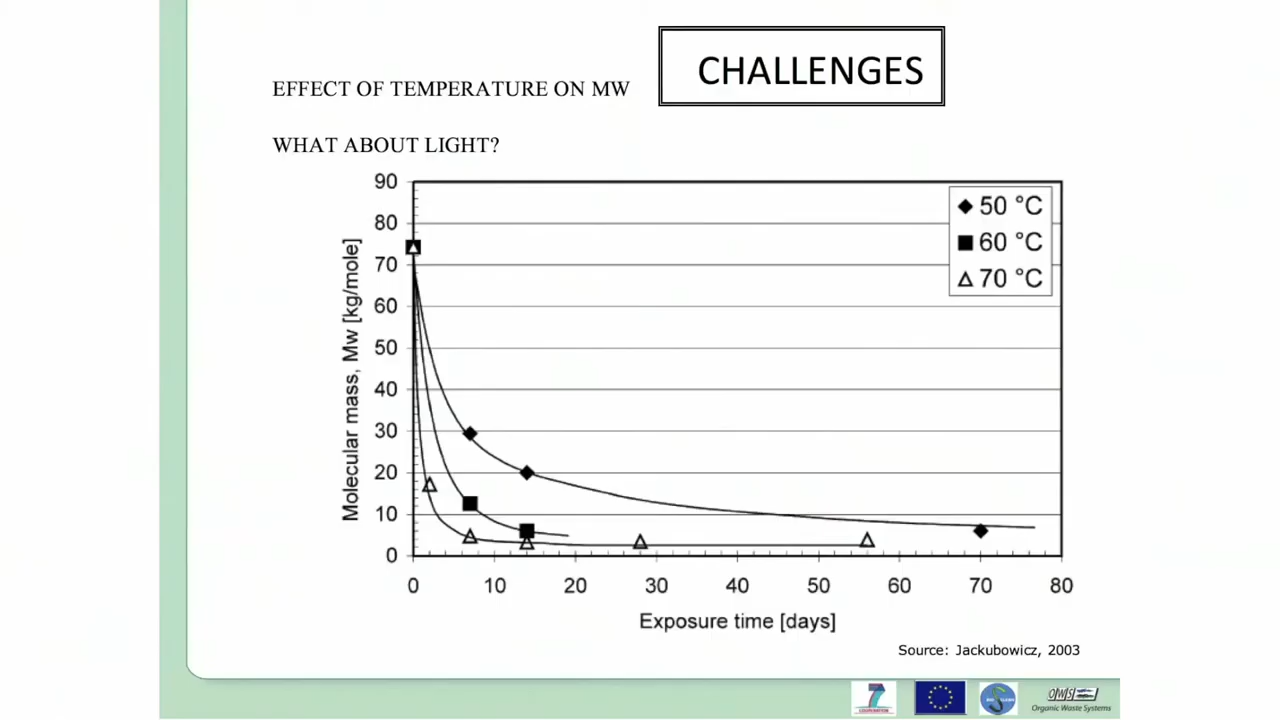 CHALLENGES
EFFECT OF TEMPERATURE ON MW
WHAT ABOUT LIGHT?
90
80
70
60
50
40
30
20
10
0
Molecular mass, Mw [kg/mole]
50 °C
60 °C
70 °C
0 10 20 30 40 50 60 70 80
Exposure time [days]
Source: Jackubowicz, 2003
7
OWS
Organic Waste Systems